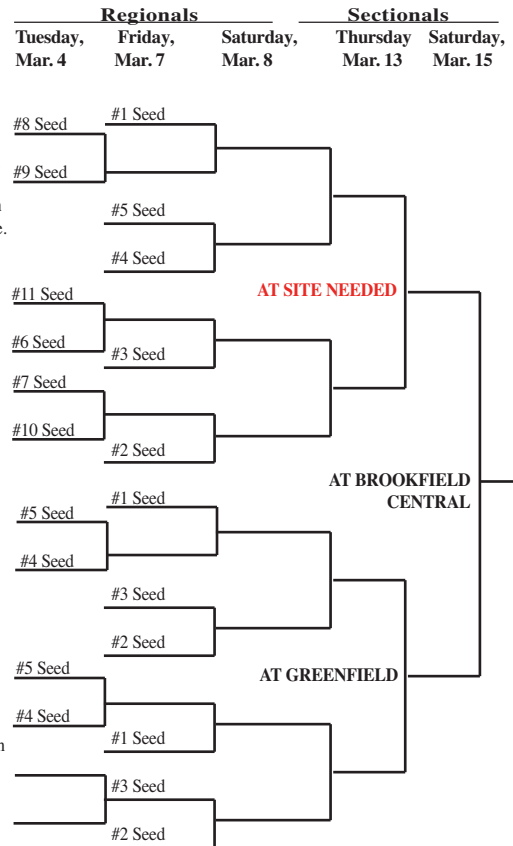 Regionals Sectionals
Tuesday, Friday, Saturday, Thursday Saturday,
Mar. 4 Mar. 7 Mar. 8 Mar. 13 Mar. 15
#1 Seed
#8 Seed
#9 Seed
#5 Seed
#4 Seed
#11 Seed
AT SITE NEEDED
#6 Seed
#3 Seed
#7 Seed
#10 Seed
#2 Seed
AT BROOKFIELD
CENTRAL
#1 Seed
#5 Seed
#4 Seed
#3 Seed
#2 Seed
#5 Seed
AT GREENFIELD
#4 Seed
#1 Seed
#3 Seed
#2 Seed